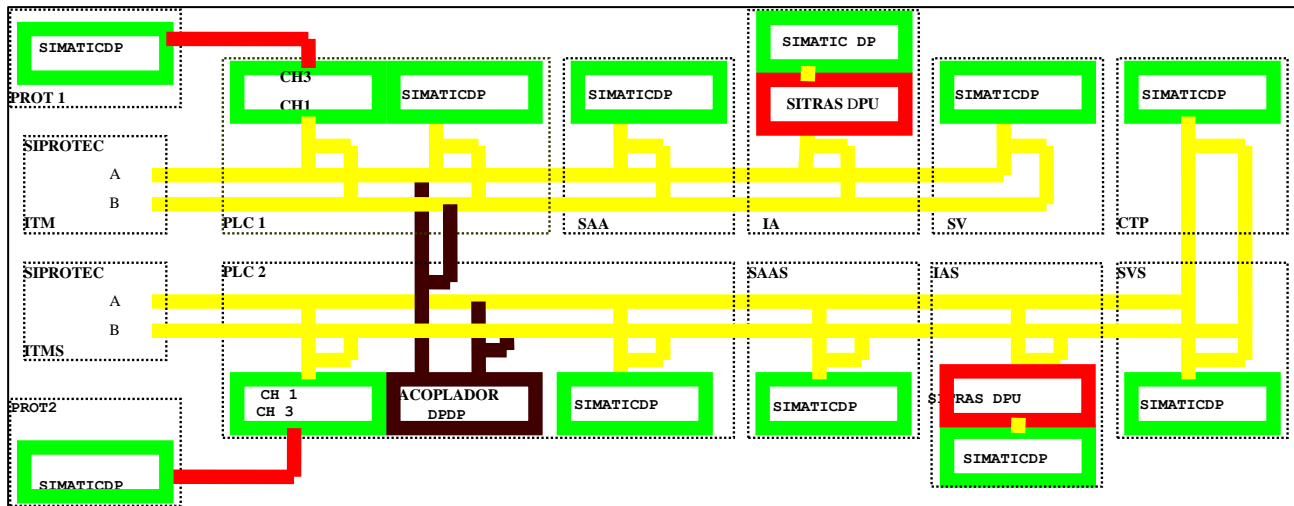 SIMATICDP
PROT 1
CH3
CH1
SIMATICDP
PLC 1
SIMATICDP
SAA
SIMATIC DP
SITRAS DPU
IA
SIMATICDP
SV
SIMATICDP
CTP
SIPROTEC
A
B
ITM
SIPROTEC
A
B
ITMS
PLC 2
CH 1
CH 3
ACOPLADOR
DPDP
SIMATICDP
SAAS
SIMATICDP
IAS
SITRAS DPU
SIMATICDP
SVS
SIMATICDP
PROT2
SIMATICDP